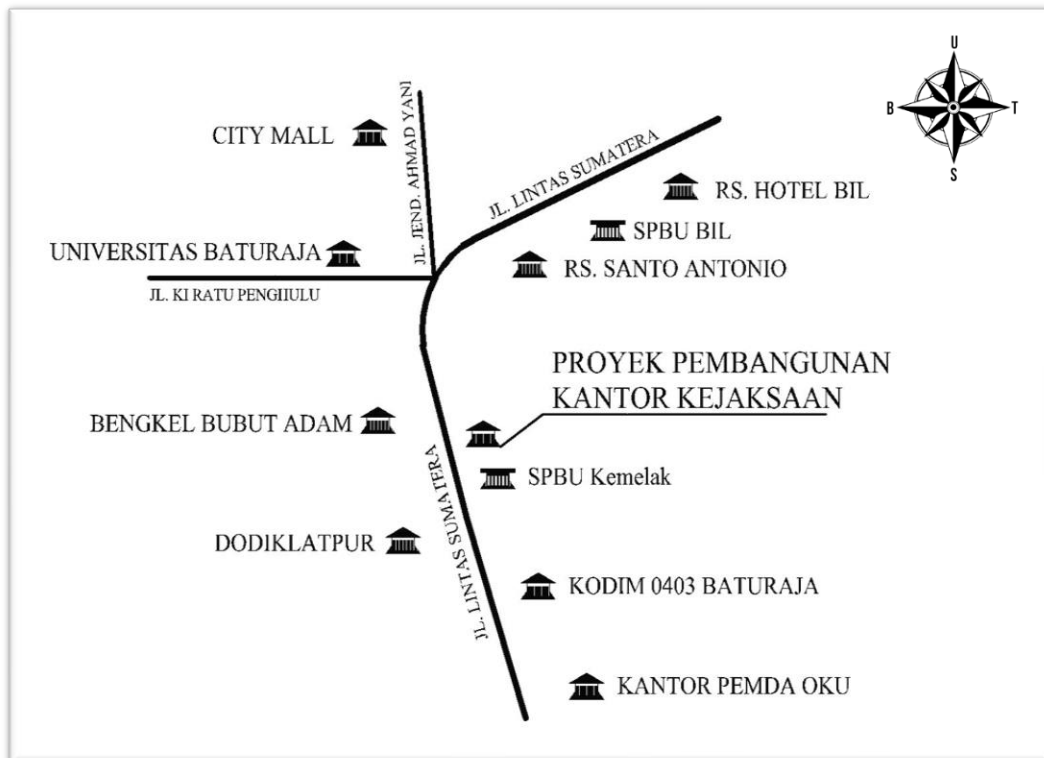 U
B
T
S
CITY MALL
JL. JEND. AHMAD YANI
JL. LINTAS SUMATERA
RS. HOTEL BIL
SPBU BIL
UNIVERSITAS BATURAJA
RS. SANTO ANTONIO
JL. KI RATU PENGHULU
PROYEK PEMBANGUNAN
KANTOR KEJAKSAAN
BENGKEL BUBUT ADAM
SPBU Kemelak
JL. LINTAS SUMATERA
DODIKLATPUR
KODIM 0403 BATURAJA
KANTOR PEMDA OKU